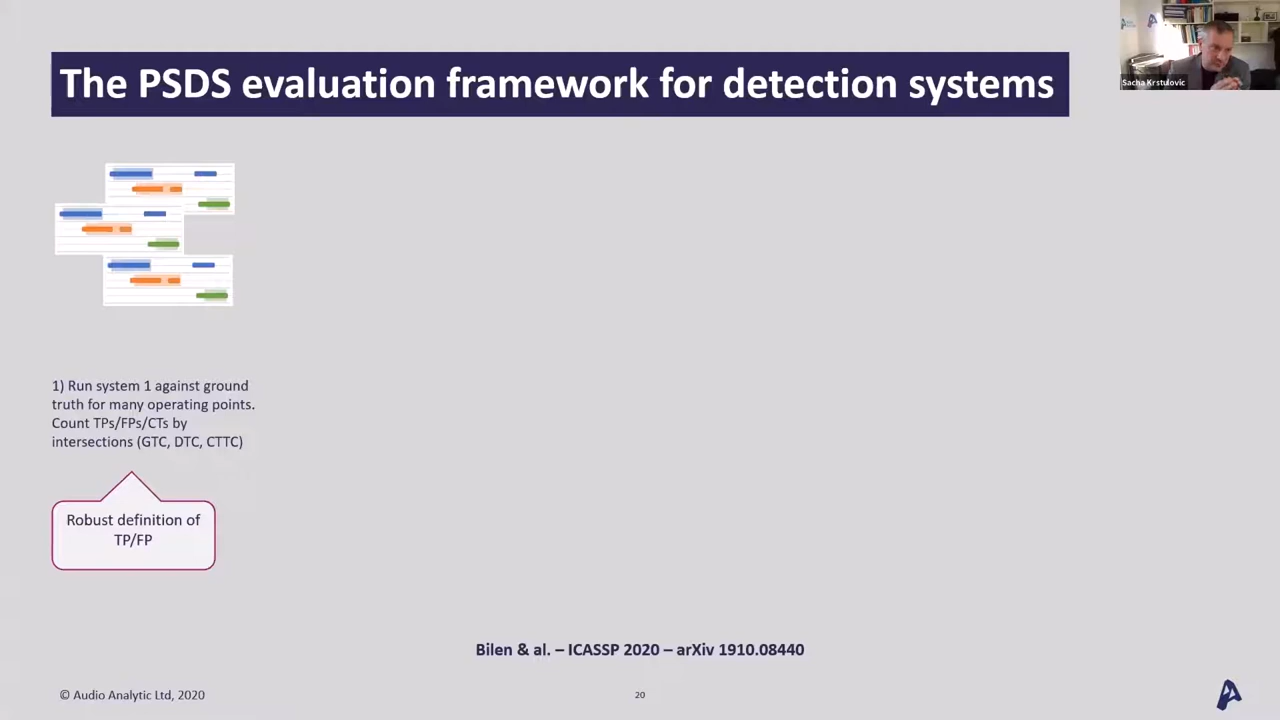 The PSDS evaluation framework for detection systems
Sacha Krstulovic
1) Run system 1 against ground
truth for many operating points.
Count TPs/FPs/CTs by
intersections (GTC, DTC, CTTC)
Robust definition of
TP/FP
Bilen & al. – ICASSP 2020 – arXiv 1910.08440
© Audio Analytic Ltd, 2020
20